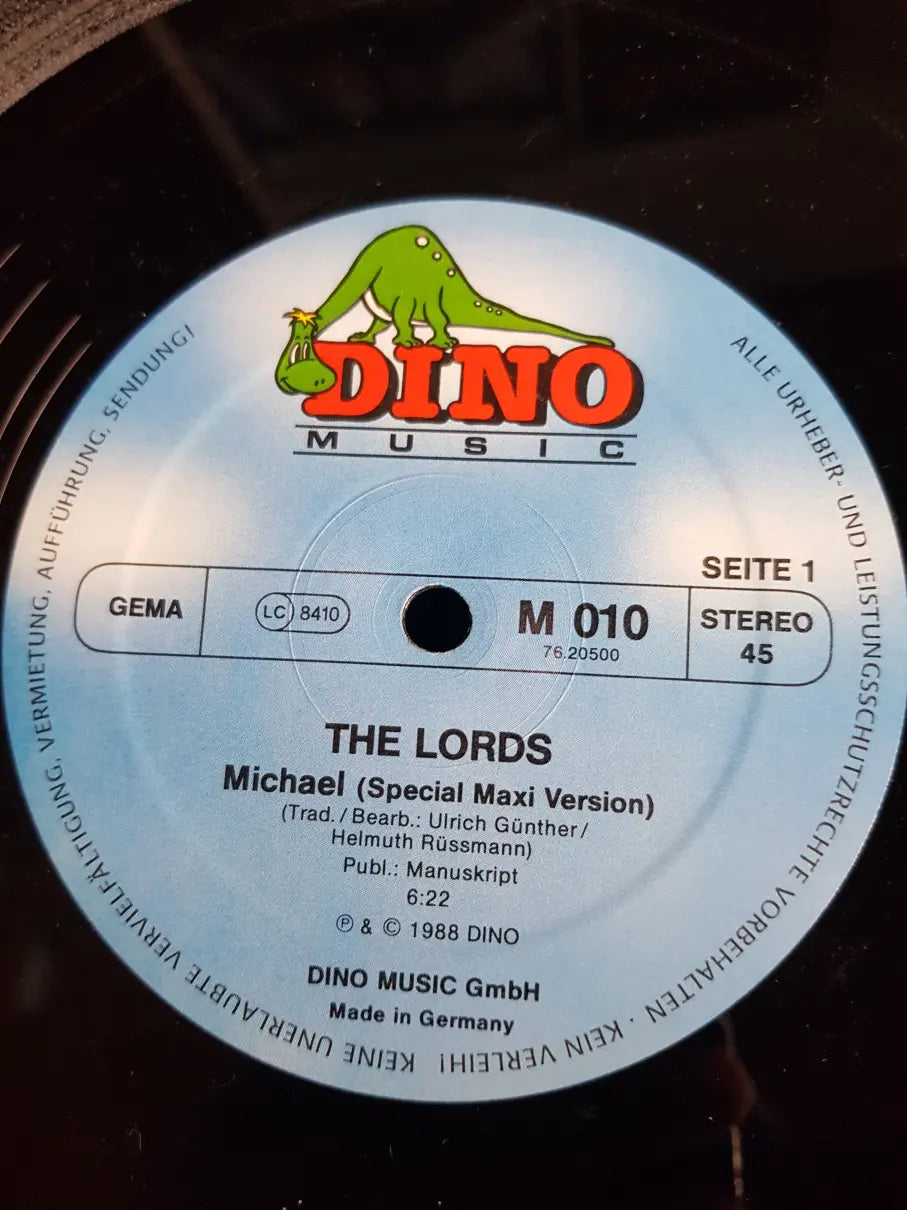 DINO
MUSIC
SEITE 1
GEMA
LC 8410
M 010
76.20500
STEREO
45
THE LORDS
Michael (Special Maxi Version)
(Trad./Bearb.: Ulrich Günther/
Helmuth Rüssmann)
Publ.: Manuskript
6:22
℗ & © 1988 DINO
DINO MUSIC GmbH
Made in Germany
ALLE URHEBER- UND LEISTUNGSSCHUTZRECHTE VORBEHALTEN · KEIN VERLEIH! KEINE UNERLAUBTE VERVIELFÄLTIGUNG, VERMIETUNG, AUFFÜHRUNG, SENDUNG!